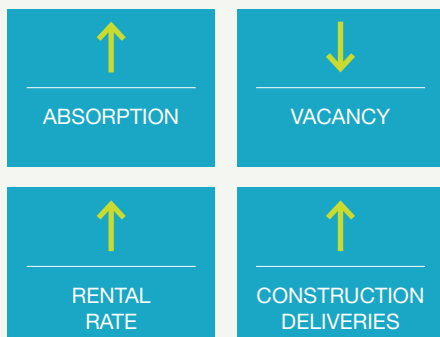 ABSORPTION
VACANCY
RENTAL
RATE
CONSTRUCTION
DELIVERIES